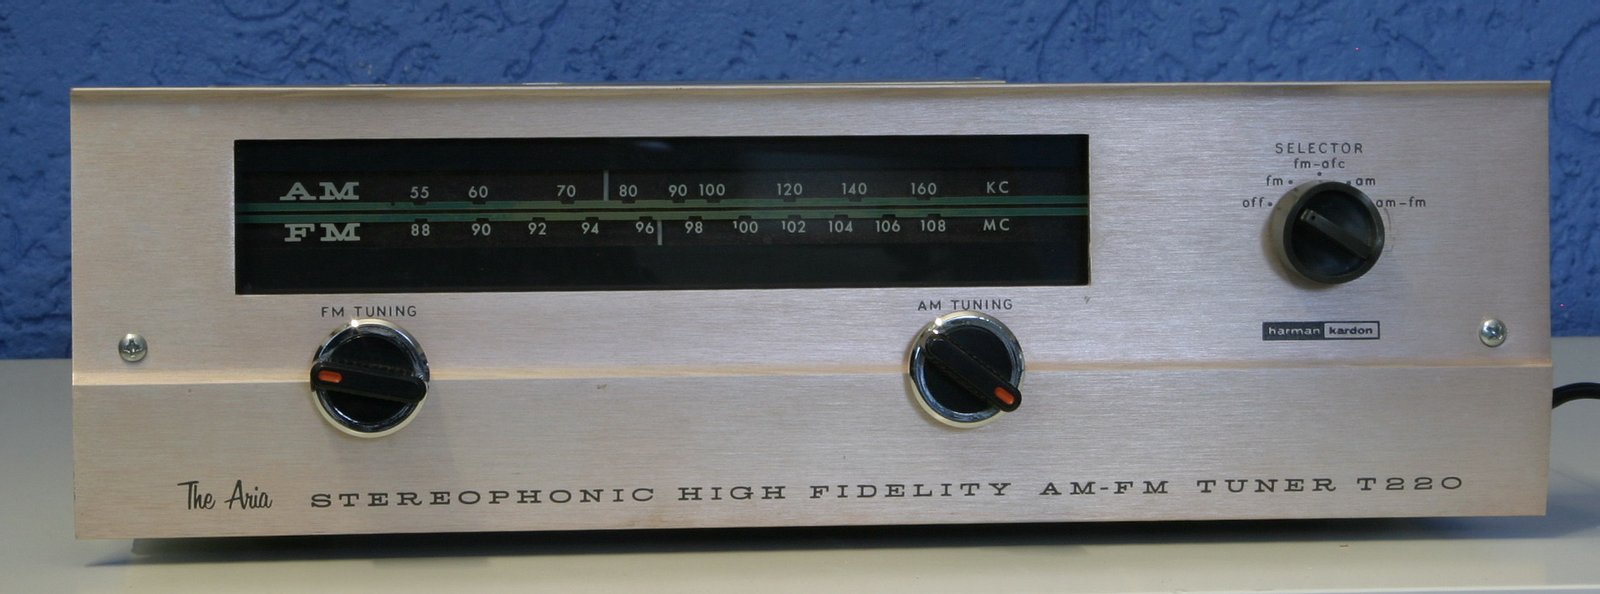 SELECTOR
fm-afc
fm am
off am-fm
AM 55 60 70 80 90 100 120 140 160 KC
FM 88 90 92 94 96 98 100 102 104 106 108 MC
FM TUNING AM TUNING
harman kardon
The Aria STEREOPHONIC HIGH FIDELITY AM-FM TUNER T220